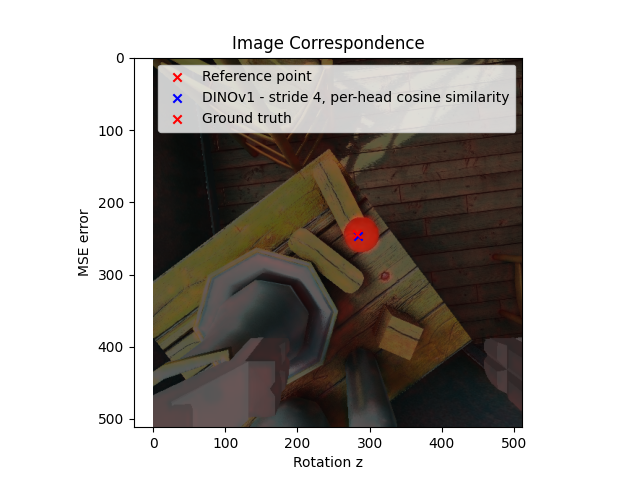 Image Correspondence
Reference point
DINOv1 - stride 4, per-head cosine similarity
Ground truth
MSE error
0
100
200
300
400
500
0 100 200 300 400 500
Rotation z